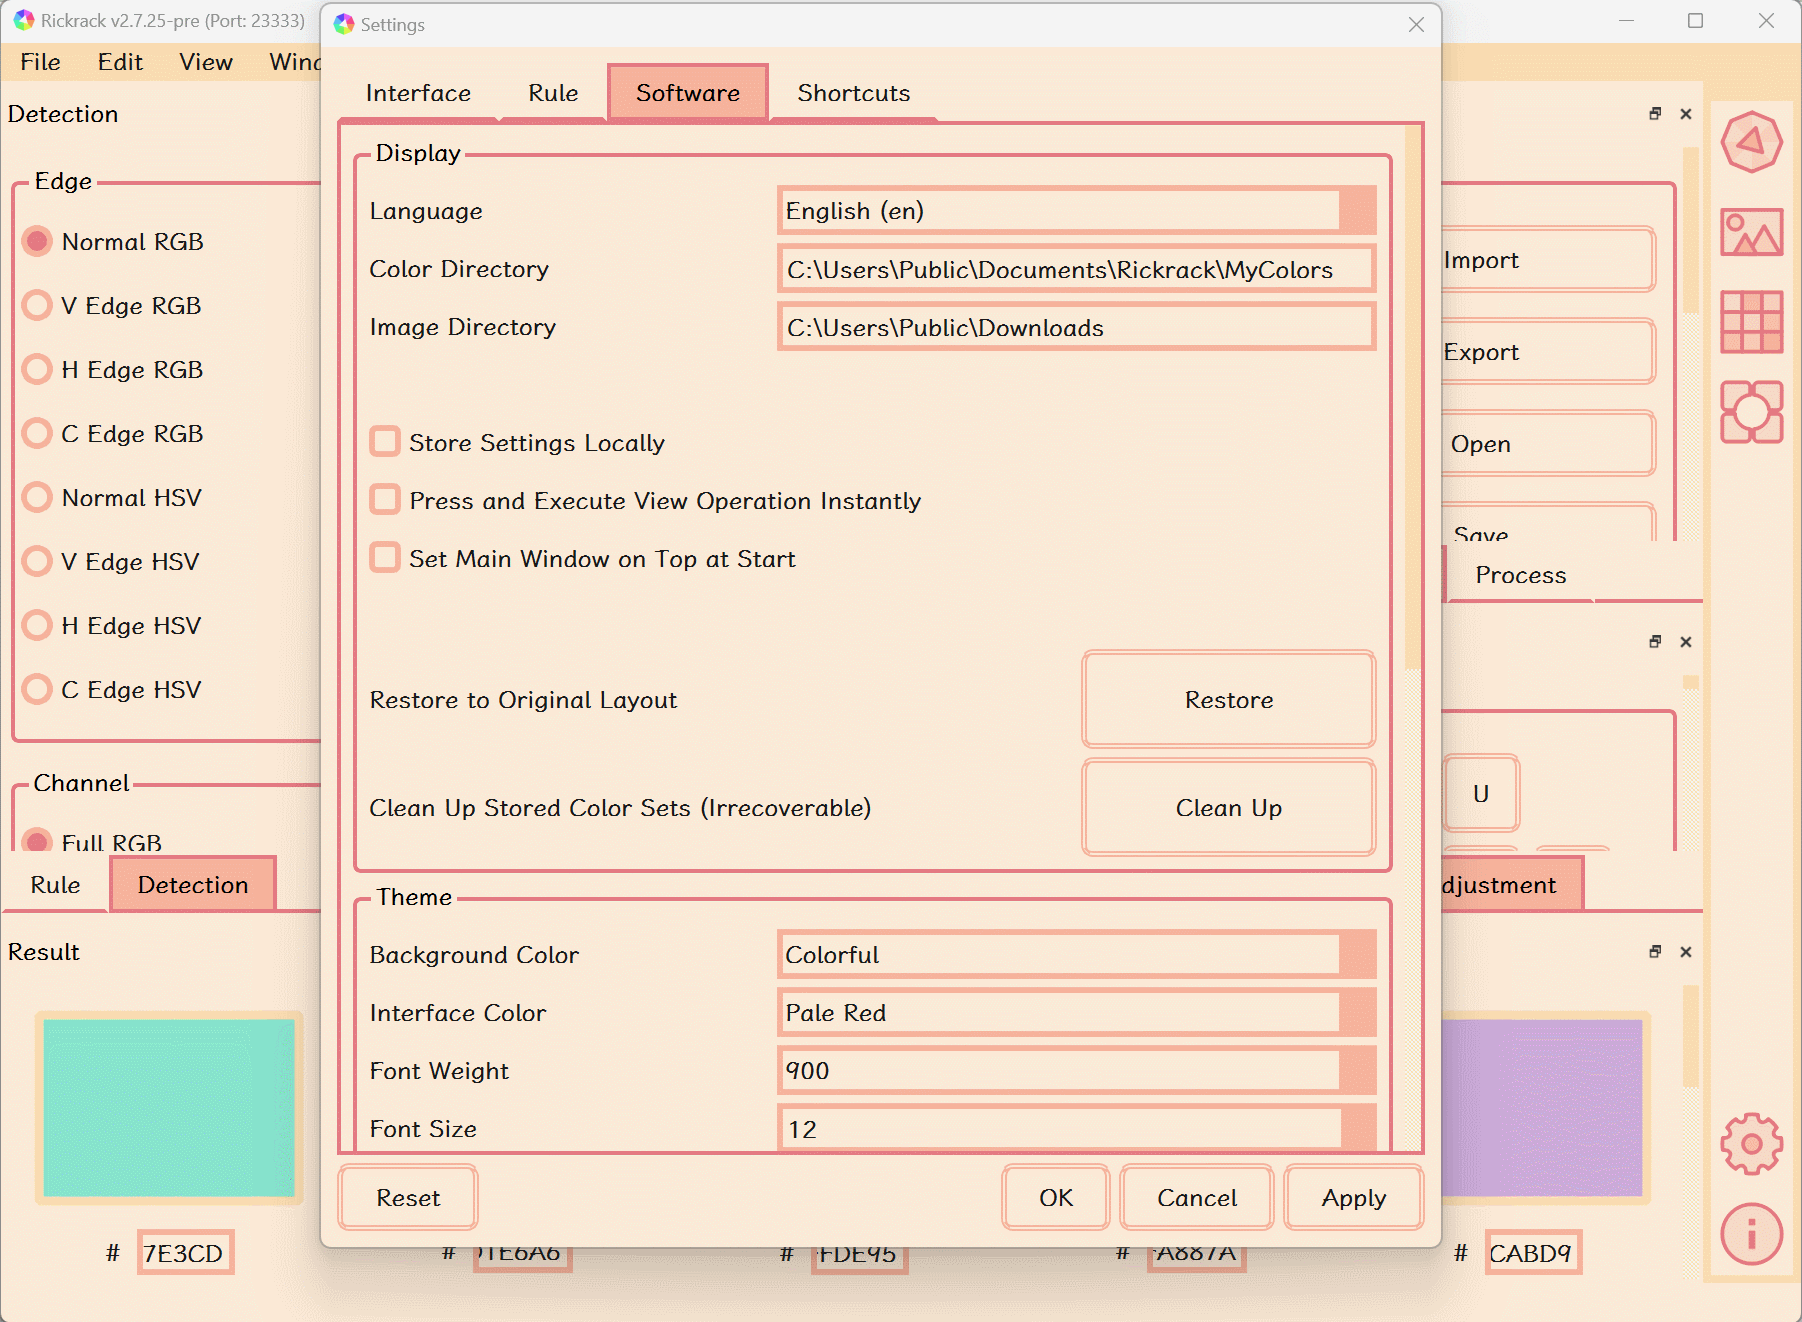 Rickrack v2.7.25-pre (Port: 23333)
File Edit View
Detection
Edge
Normal RGB
V Edge RGB
H Edge RGB
C Edge RGB
Normal HSV
V Edge HSV
H Edge HSV
C Edge HSV
Channel
Full RGB
Rule Detection
Result
# 7E3CD
Settings
Interface Rule Software Shortcuts
Display
Language English (en)
Color Directory C:\Users\Public\Documents\Rickrack\MyColors
Image Directory C:\Users\Public\Downloads
Store Settings Locally
Press and Execute View Operation Instantly
Set Main Window on Top at Start
Restore to Original Layout Restore
Clean Up Stored Color Sets (Irrecoverable) Clean Up
Theme
Background Color Colorful
Interface Color Pale Red
Font Weight 900
Font Size 12
Reset OK Cancel Apply
# 1E6A6
# FDE95
# A887A
Import
Export
Open
Save
Process
U
djustment
# CABD9